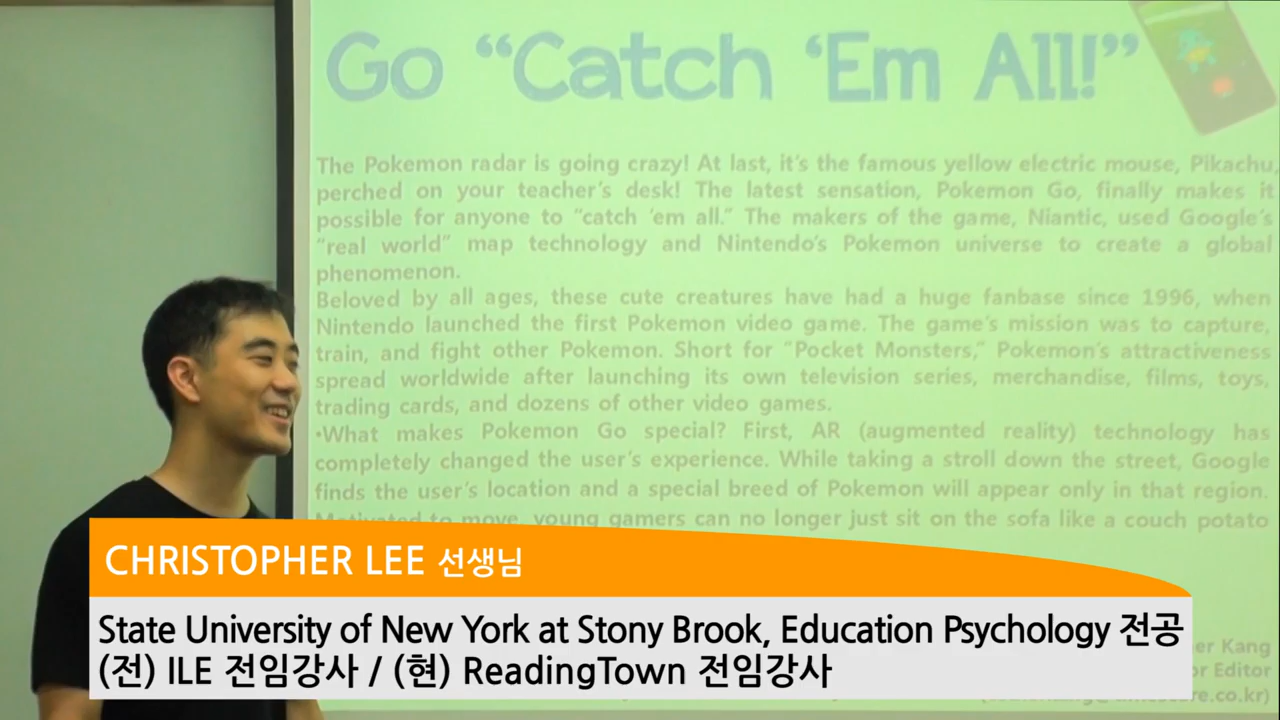 Go “Catch ‘Em All!”
The Pokemon radar is going crazy! At last, it’s the famous yellow electric mouse, Pikachu,
perched on your teacher’s desk! The latest sensation, Pokemon Go, finally makes it
possible for anyone to “catch ‘em all.” The makers of the game, Niantic, used Google’s
“real world” map technology and Nintendo’s Pokemon universe to create a global
phenomenon.
Beloved by all ages, these cute creatures have had a huge fanbase since 1996, when
Nintendo launched the first Pokemon video game. The game’s mission was to capture,
train, and fight other Pokemon. Short for “Pocket Monsters,” Pokemon’s attractiveness
spread worldwide after launching its own television series, merchandise, films, toys,
trading cards, and dozens of other video games.
•What makes Pokemon Go special? First, AR (augmented reality) technology has
completely changed the user’s experience. While taking a stroll down the street, Google
finds the user’s location and a special breed of Pokemon will appear only in that region.
Motivated to move, young gamers can no longer just sit on the sofa like a couch potato
CHRISTOPHER LEE 선생님
State University of New York at Stony Brook, Education Psychology 전공
(전) ILE 전임강사 / (현) ReadingTown 전임강사
Kang
Editor
.co.kr)